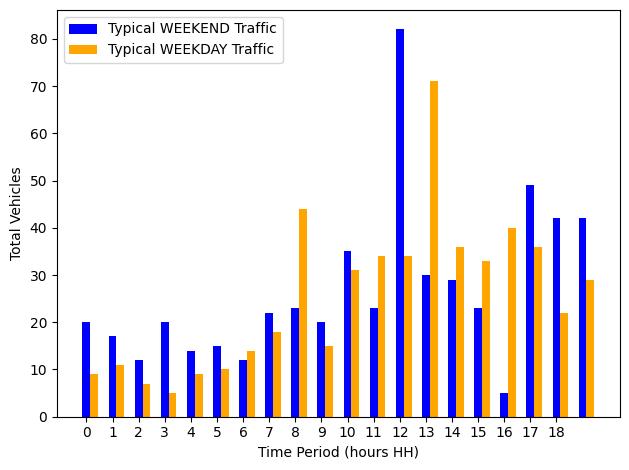 Typical WEEKEND Traffic
Typical WEEKDAY Traffic
80
70
60
50
40
30
20
10
0
Total Vehicles
0 1 2 3 4 5 6 7 8 9 10 11 12 13 14 15 16 17 18
Time Period (hours HH)